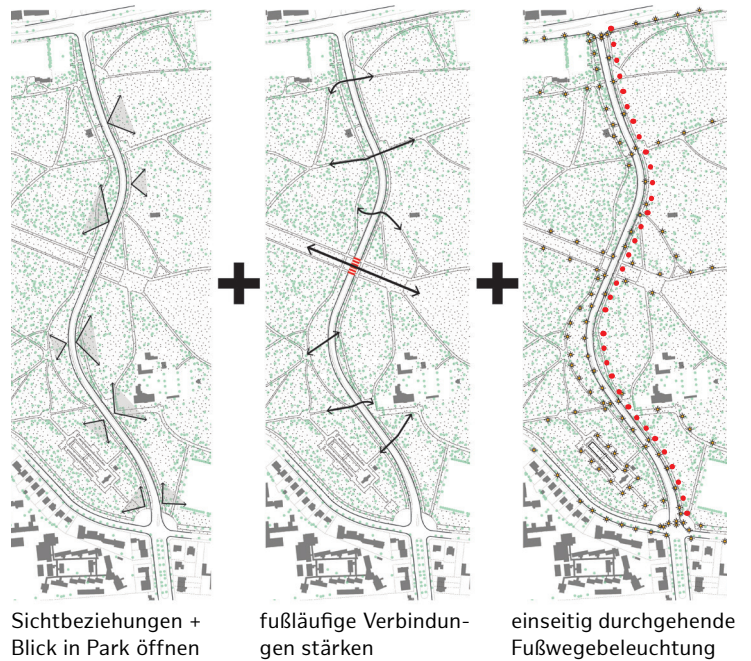 Sichtbeziehungen +
Blick in Park öffnen
fußläufige Verbindun-
gen stärken
einseitig durchgehende
Fußwegebeleuchtung